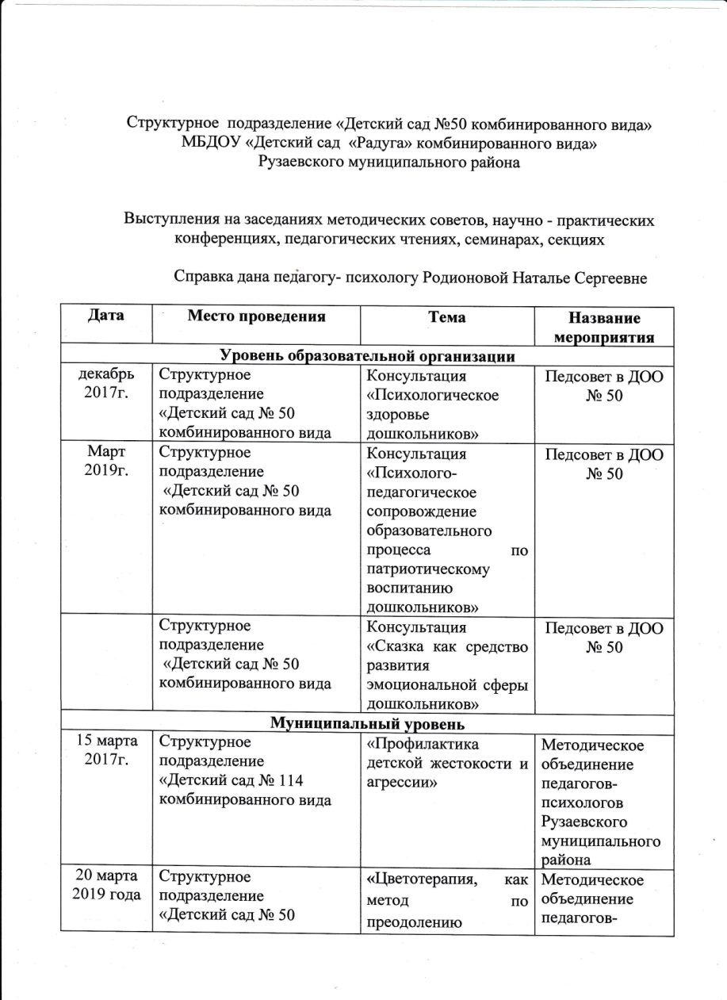 Структурное подразделение «Детский сад №50 комбинированного вида»
МБДОУ «Детский сад «Радуга» комбинированного вида»
Рузаевского муниципального района
Выступления на заседаниях методических советов, научно - практических
конференциях, педагогических чтениях, семинарах, секциях
Справка дана педагогу- психологу Родионовой Наталье Сергеевне
Дата
Место проведения
Тема
Название
мероприятия
Уровень образовательной организации
декабрь
2017г.
Структурное
подразделение
«Детский сад № 50
комбинированного вида
Консультация
«Психологическое
здоровье
дошкольников»
Педсовет в ДОО
№ 50
Март
2019г.
Структурное
подразделение
«Детский сад № 50
комбинированного вида
Консультация
«Психолого-
педагогическое
сопровождение
образовательного
процесса по
патриотическому
воспитанию
дошкольников»
Педсовет в ДОО
№ 50
Структурное
подразделение
«Детский сад № 50
комбинированного вида
Консультация
«Сказка как средство
развития
эмоциональной сферы
дошкольников»
Педсовет в ДОО
№ 50
Муниципальный уровень
15 марта
2017г.
Структурное
подразделение
«Детский сад № 114
комбинированного вида
«Профилактика
детской жестокости и
агрессии»
Методическое
объединение
педагогов-
психологов
Рузаевского
муниципального
района
20 марта
2019 года
Структурное
подразделение
«Детский сад № 50
«Цветотерапия, как
метод по
преодолению
Методическое
объединение
педагогов-